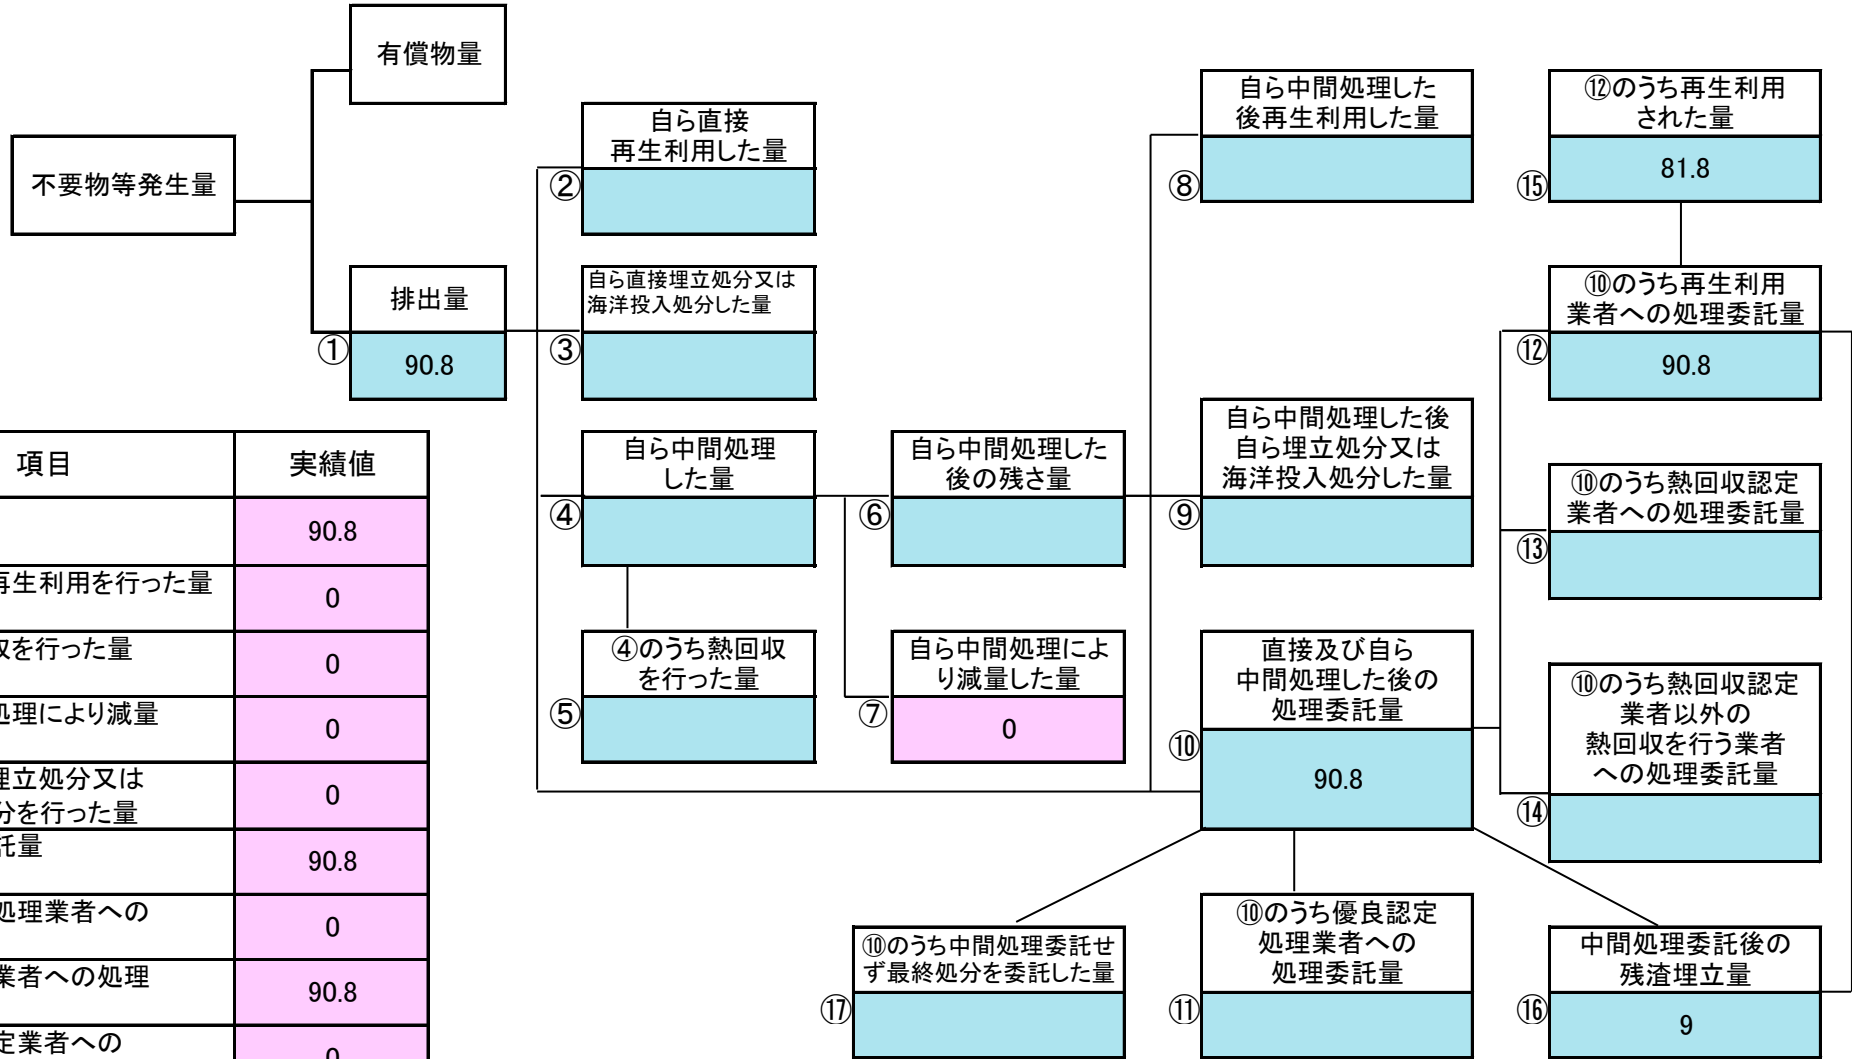 有償物量
不要物等発生量
排出量
①
90.8
自ら直接
再生利用した量
②
自ら直接埋立処分又は
海洋投入処分した量
③
自ら中間処理
した量
④
④のうち熱回収
を行った量
⑤
自ら中間処理した
後の残さ量
⑥
自ら中間処理によ
り減量した量
⑦
0
自ら中間処理した
後再生利用した量
⑧
自ら中間処理した後
自ら埋立処分又は
海洋投入処分した量
⑨
直接及び自ら
中間処理した後の
処理委託量
⑩
90.8
⑩のうち優良認定
処理業者への
処理委託量
⑪
⑩のうち再生利用
業者への処理委託量
⑫
90.8
⑩のうち熱回収認定
業者への処理委託量
⑬
⑩のうち熱回収認定
業者以外の
熱回収を行う業者
への処理委託量
⑭
⑫のうち再生利用
された量
⑮
81.8
中間処理委託後の
残渣埋立量
⑯
9
⑩のうち中間処理委託せ
ず最終処分を委託した量
⑰
項目
実績値
90.8
再生利用を行った量
0
を行った量
0
処理により減量
0
埋立処分又は
分を行った量
0
託量
90.8
処理業者への
0
業者への処理
90.8
定業者への
0